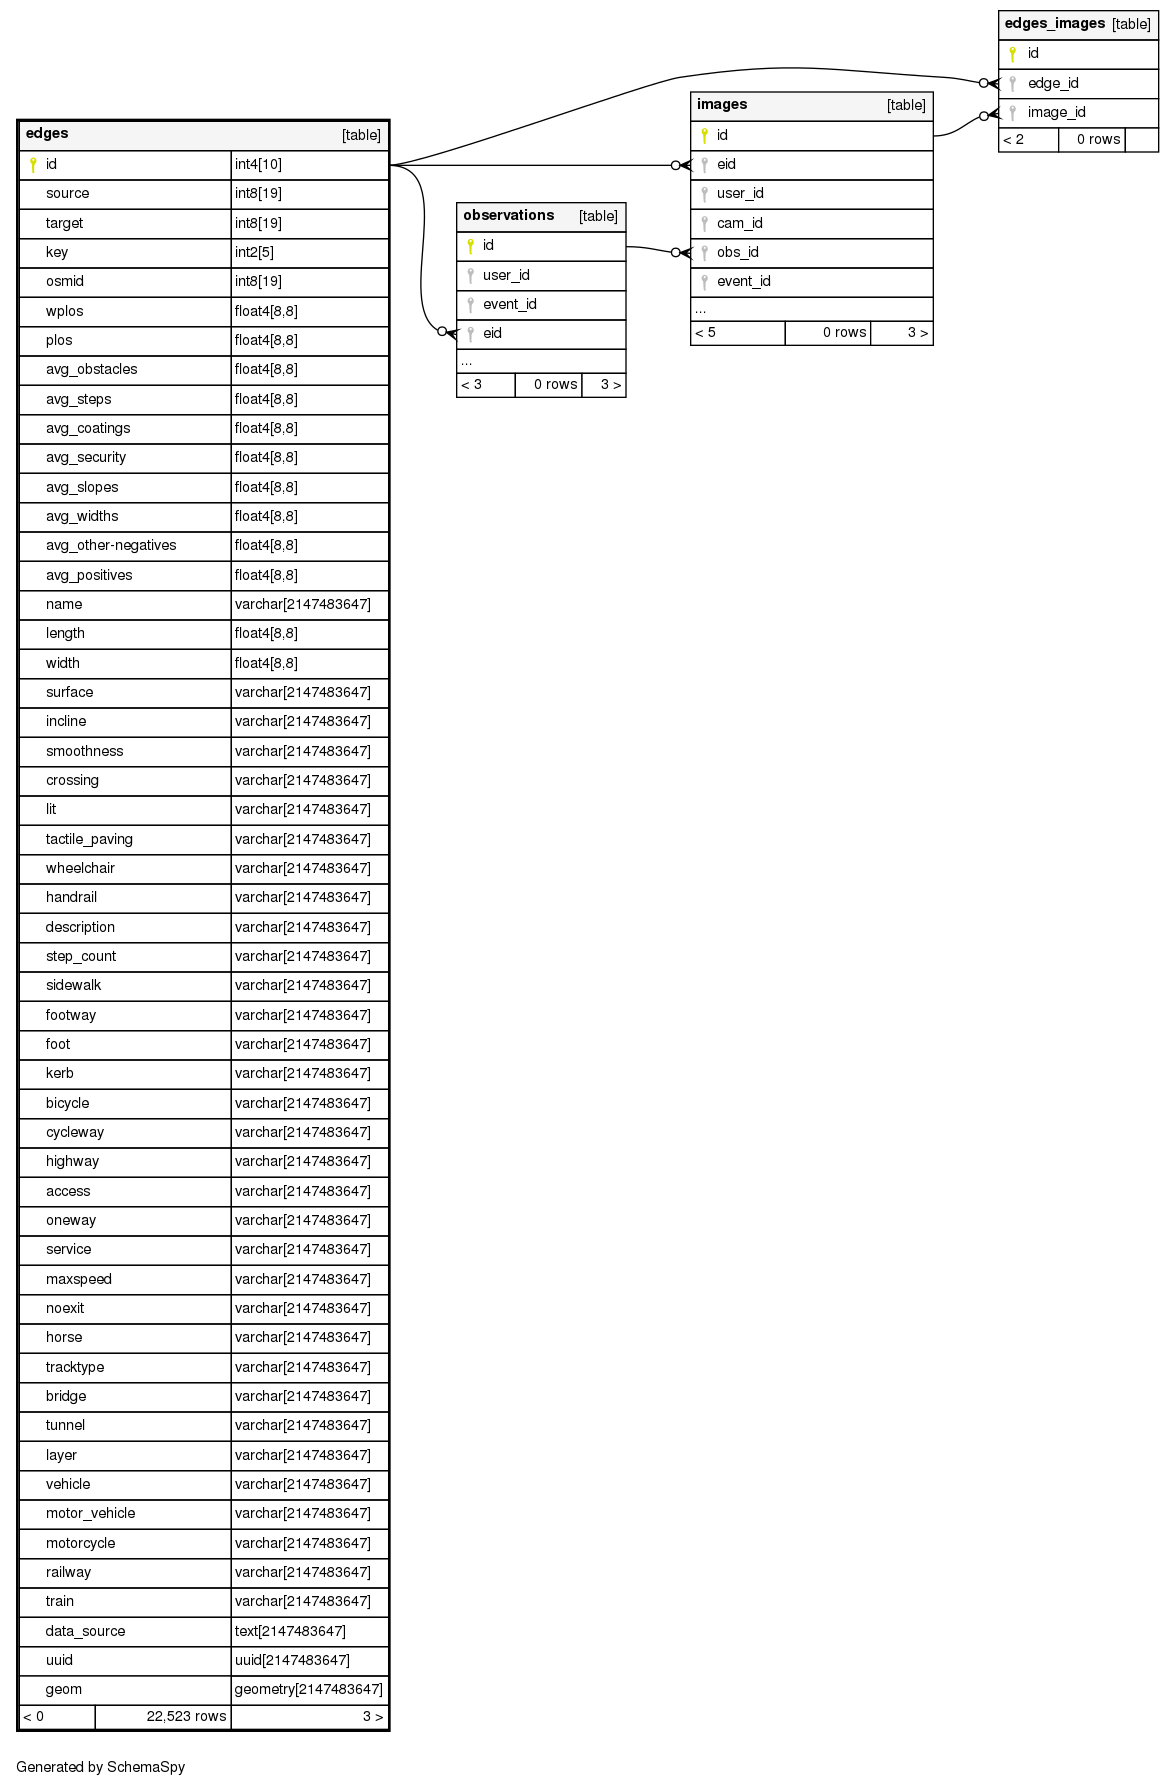 edges_images [table]
id
edge_id
image_id
< 2 0 rows
images [table]
id
eid
user_id
cam_id
obs_id
event_id
...
< 5 0 rows 3 >
observations [table]
id
user_id
event_id
eid
...
< 3 0 rows 3 >
edges [table]
id int4[10]
source int8[19]
target int8[19]
key int2[5]
osmid int8[19]
wplos float4[8,8]
plos float4[8,8]
avg_obstacles float4[8,8]
avg_steps float4[8,8]
avg_coatings float4[8,8]
avg_security float4[8,8]
avg_slopes float4[8,8]
avg_widths float4[8,8]
avg_other-negatives float4[8,8]
avg_positives float4[8,8]
name varchar[2147483647]
length float4[8,8]
width float4[8,8]
surface varchar[2147483647]
incline varchar[2147483647]
smoothness varchar[2147483647]
crossing varchar[2147483647]
lit varchar[2147483647]
tactile_paving varchar[2147483647]
wheelchair varchar[2147483647]
handrail varchar[2147483647]
description varchar[2147483647]
step_count varchar[2147483647]
sidewalk varchar[2147483647]
footway varchar[2147483647]
foot varchar[2147483647]
kerb varchar[2147483647]
bicycle varchar[2147483647]
cycleway varchar[2147483647]
highway varchar[2147483647]
access varchar[2147483647]
oneway varchar[2147483647]
service varchar[2147483647]
maxspeed varchar[2147483647]
noexit varchar[2147483647]
horse varchar[2147483647]
tracktype varchar[2147483647]
bridge varchar[2147483647]
tunnel varchar[2147483647]
layer varchar[2147483647]
vehicle varchar[2147483647]
motor_vehicle varchar[2147483647]
motorcycle varchar[2147483647]
railway varchar[2147483647]
train varchar[2147483647]
data_source text[2147483647]
uuid uuid[2147483647]
geom geometry[2147483647]
< 0 22,523 rows 3 >
Generated by SchemaSpy